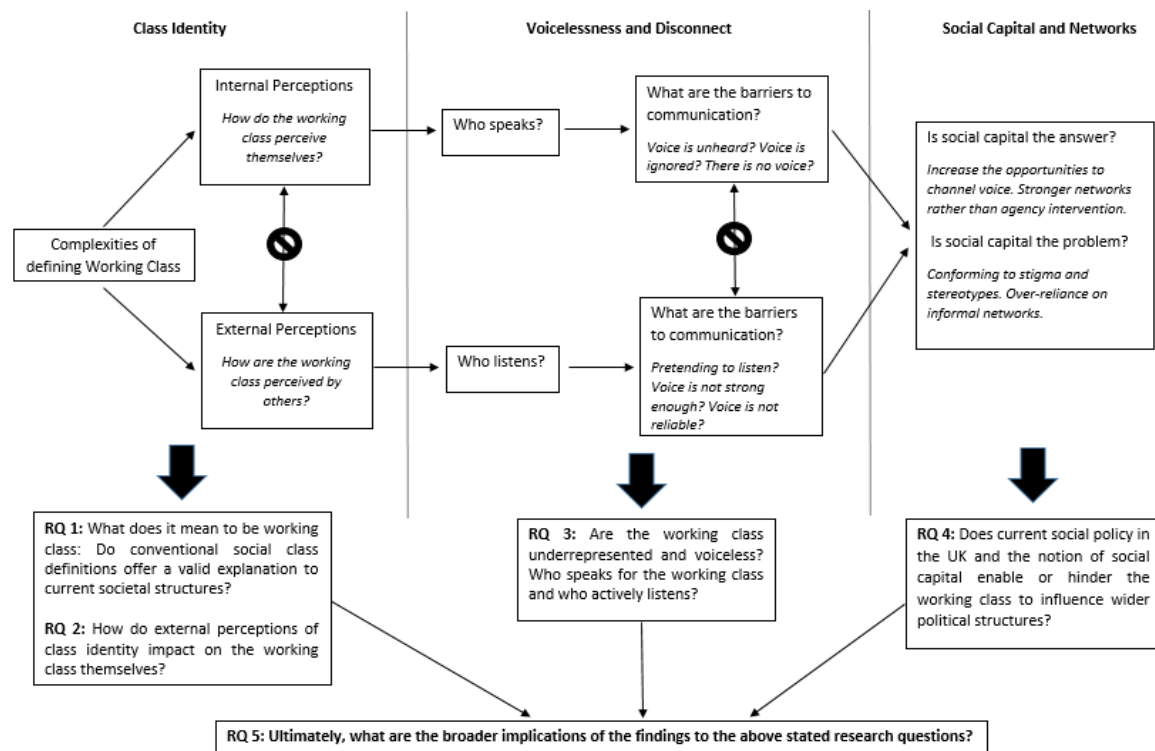 Class Identity
Voicelessness and Disconnect
Social Capital and Networks
Internal Perceptions
How do the working
class perceive
themselves?
Complexities of
defining Working Class
External Perceptions
How are the working
class perceived by
others?
Who speaks?
Who listens?
What are the barriers to
communication?
Voice is unheard? Voice is
ignored? There is no voice?
What are the barriers
to communication?
Pretending to listen?
Voice is not strong
enough? Voice is not
reliable?
Is social capital the answer?
Increase the opportunities to
channel voice. Stronger networks
rather than agency intervention.
Is social capital the problem?
Conforming to stigma and
stereotypes. Over-reliance on
informal networks.
RQ 1: What does it mean to be working
class: Do conventional social class
definitions offer a valid explanation to
current societal structures?
RQ 2: How do external perceptions of
class identity impact on the working
class themselves?
RQ 3: Are the working class
underrepresented and voiceless?
Who speaks for the working class
and who actively listens?
RQ 4: Does current social policy in
the UK and the notion of social
capital enable or hinder the
working class to influence wider
political structures?
RQ 5: Ultimately, what are the broader implications of the findings to the above stated research questions?